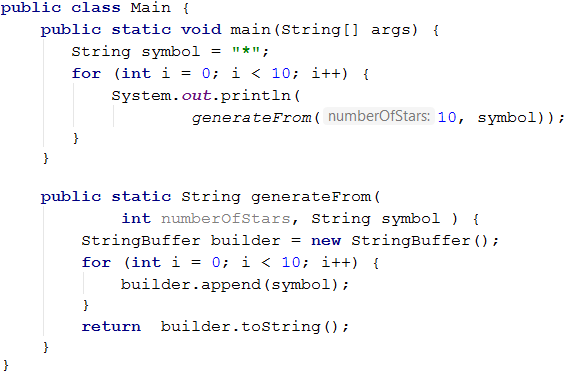 public class Main {
    public static void main(String[] args) {
        String symbol = "*";
        for (int i = 0; i < 10; i++) {
            System.out.println(
                    generateFrom( numberOfStars: 10, symbol));
        }
    }

    public static String generateFrom(
            int numberOfStars, String symbol ) {
        StringBuffer builder = new StringBuffer();
        for (int i = 0; i < 10; i++) {
            builder.append(symbol);
        }
        return  builder.toString();
    }
}